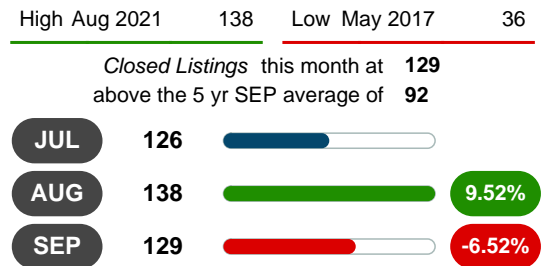 High Aug 2021 138 Low May 2017 36
Closed Listings this month at 129
above the 5 yr SEP average of 92
JUL 126
AUG 138 9.52%
SEP 129 -6.52%